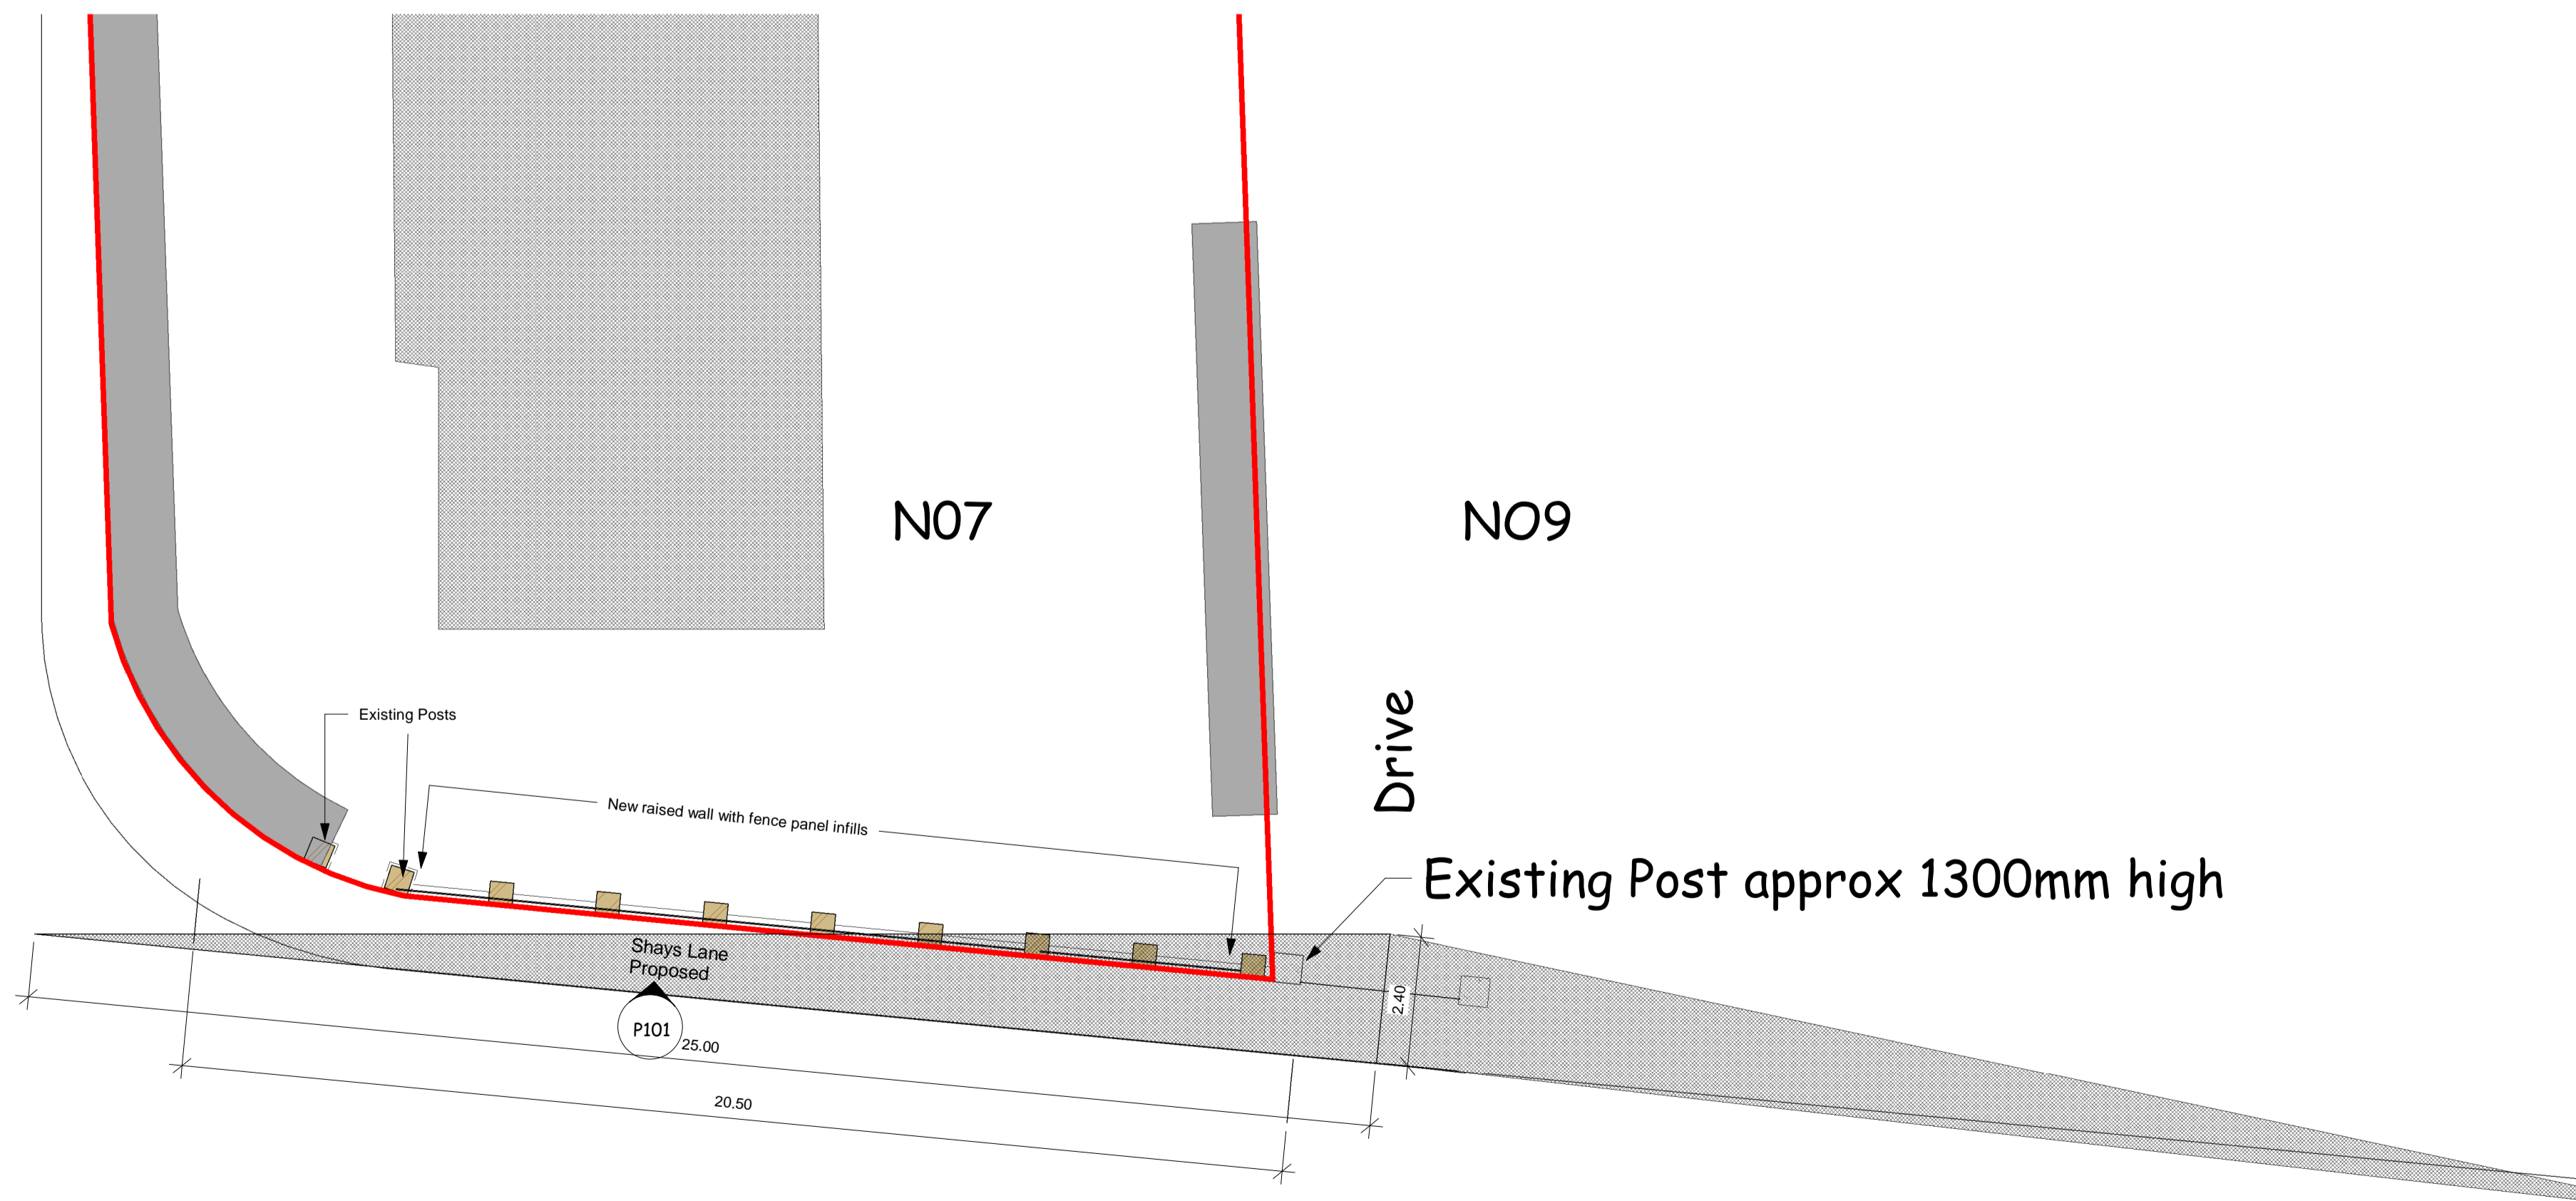 N07
NO9
Drive
Existing Posts
New raised wall with fence panel infills
Existing Post approx 1300mm high
Shays Lane
Proposed
P101
2.40
25.00
20.50